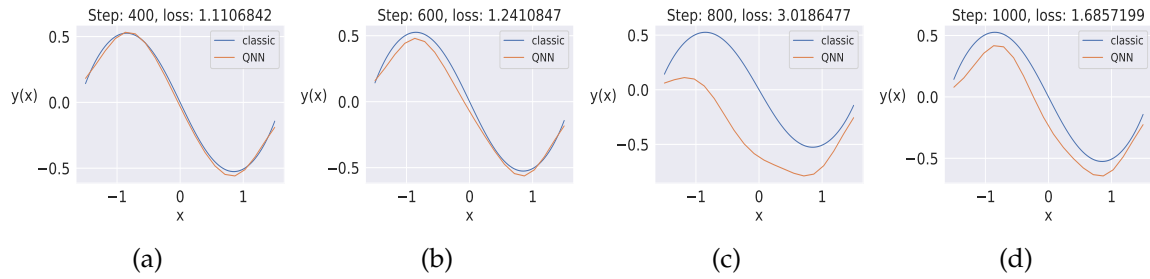 Step: 400, loss: 1.1106842
classic
QNN
y(x)
0.5
0.0
−0.5
−1 0 1
x
(a)
Step: 600, loss: 1.2410847
classic
QNN
y(x)
0.5
0.0
−0.5
−1 0 1
x
(b)
Step: 800, loss: 3.0186477
classic
QNN
y(x)
0.5
0.0
−0.5
−1 0 1
x
(c)
Step: 1000, loss: 1.6857199
classic
QNN
y(x)
0.5
0.0
−0.5
−1 0 1
x
(d)